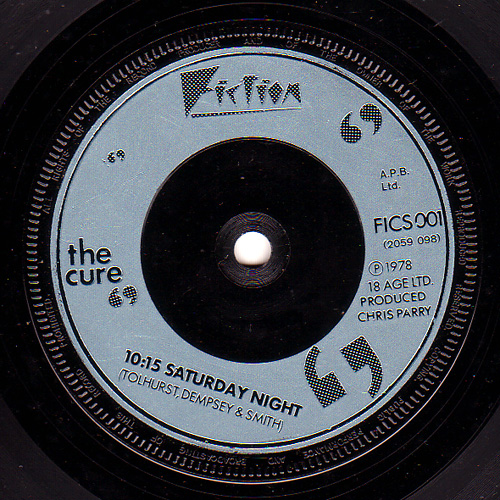 Fiction
A.P.B.
Ltd.
FICS 001
(2059 098)
the
cure
Ⓟ 1978
18 AGE LTD.
PRODUCED
CHRIS PARRY
10:15 SATURDAY NIGHT
(TOLHURST, DEMPSEY & SMITH)